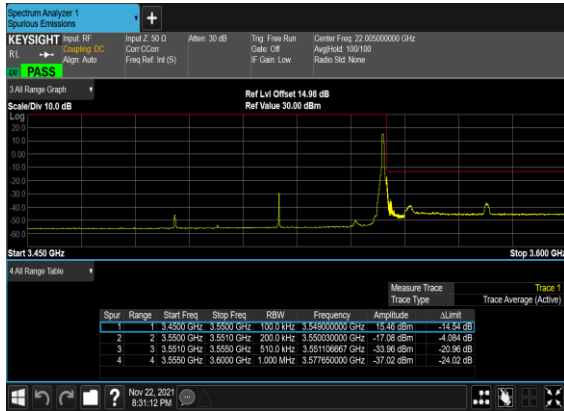 Spectrum Analyzer 1
Spurious Emissions
KEYSIGHT Input: RF Input Z: 50 Ω Atten: 30 dB Trig: Free Run Center Freq: 22.005000000 GHz
RL Coupling: DC Corr CCorr Gate: Off Avg|Hold: 100/100
Align: Auto Freq Ref: Int (S) IF Gain: Low Radio Std: None
LV PASS
3 All Range Graph
Ref Lvl Offset 14.98 dB
Scale/Div 10.0 dB Ref Value 30.00 dBm
Log
20.0
10.0
0.00
-10.0
-20.0
-30.0
-40.0
-50.0
-60.0
Start 3.450 GHz Stop 3.600 GHz
4 All Range Table
Measure Trace Trace 1
Trace Type Trace Average (Active)
Spur Range Start Freq Stop Freq RBW Frequency Amplitude ΔLimit
1 1 3.4500 GHz 3.5500 GHz 100.0 kHz 3.549000000 GHz 15.46 dBm -14.54 dB
2 2 3.5500 GHz 3.5510 GHz 200.0 kHz 3.550030000 GHz -17.08 dBm -4.084 dB
3 3 3.5510 GHz 3.5550 GHz 510.0 kHz 3.551106667 GHz -33.96 dBm -20.96 dB
4 4 3.5550 GHz 3.6000 GHz 1.000 MHz 3.577650000 GHz -37.02 dBm -24.02 dB
Nov 22, 2021
8:31:12 PM